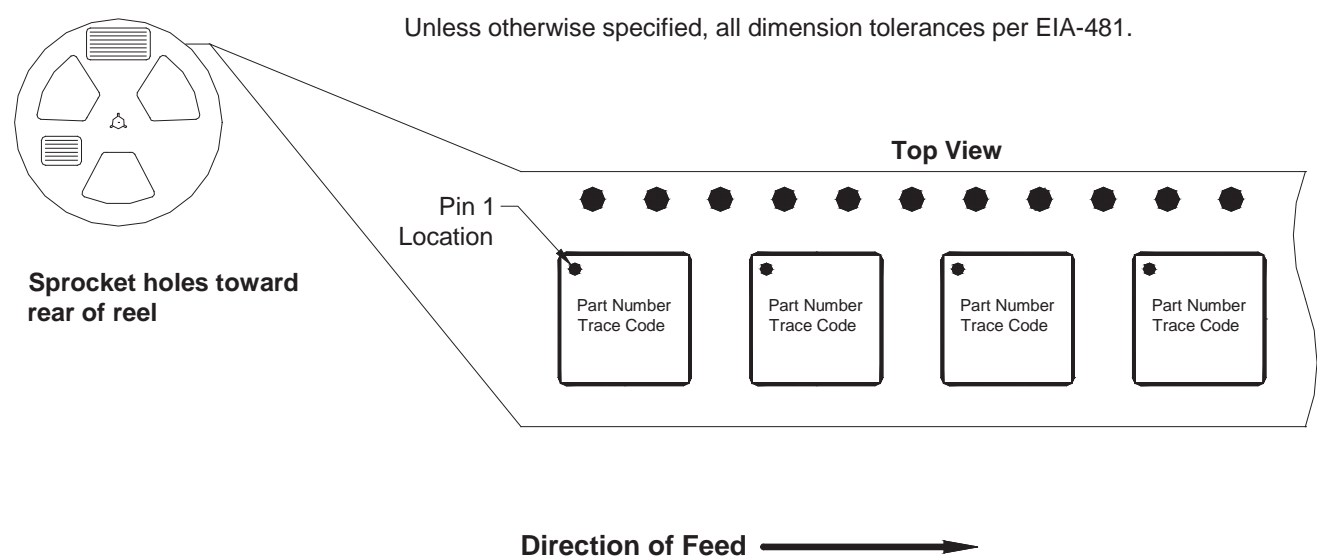 Unless otherwise specified, all dimension tolerances per EIA-481.
Top View
Pin 1
Location
Sprocket holes toward
rear of reel
Part Number
Trace Code
Part Number
Trace Code
Part Number
Trace Code
Part Number
Trace Code
Direction of Feed